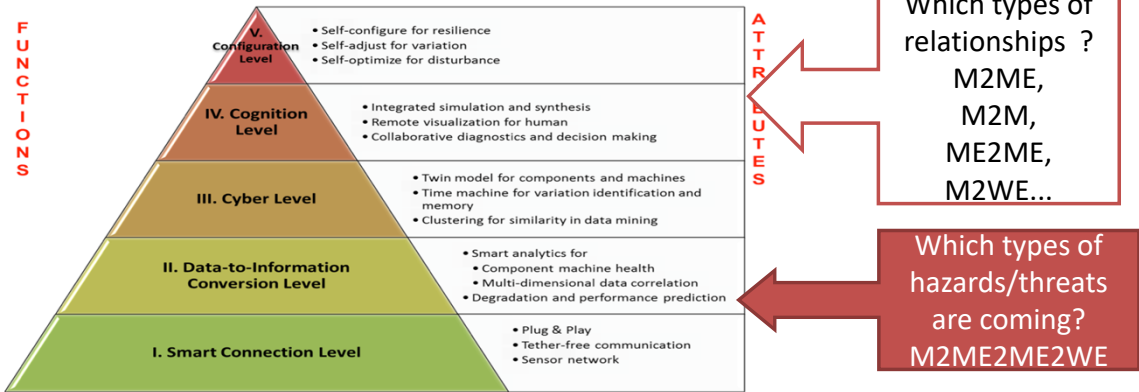 FUNCTIONS
V.
Configuration
Level
• Self-configure for resilience
• Self-adjust for variation
• Self-optimize for disturbance
IV. Cognition
Level
• Integrated simulation and synthesis
• Remote visualization for human
• Collaborative diagnostics and decision making
III. Cyber Level
• Twin model for components and machines
• Time machine for variation identification and
memory
• Clustering for similarity in data mining
II. Data-to-Information
Conversion Level
• Smart analytics for
• Component machine health
• Multi-dimensional data correlation
• Degradation and performance prediction
I. Smart Connection Level
• Plug & Play
• Tether-free communication
• Sensor network
ATTRIBUTES
Which types of
relationships ?
M2ME,
M2M,
ME2ME,
M2WE...
Which types of
hazards/threats
are coming?
M2ME2ME2WE